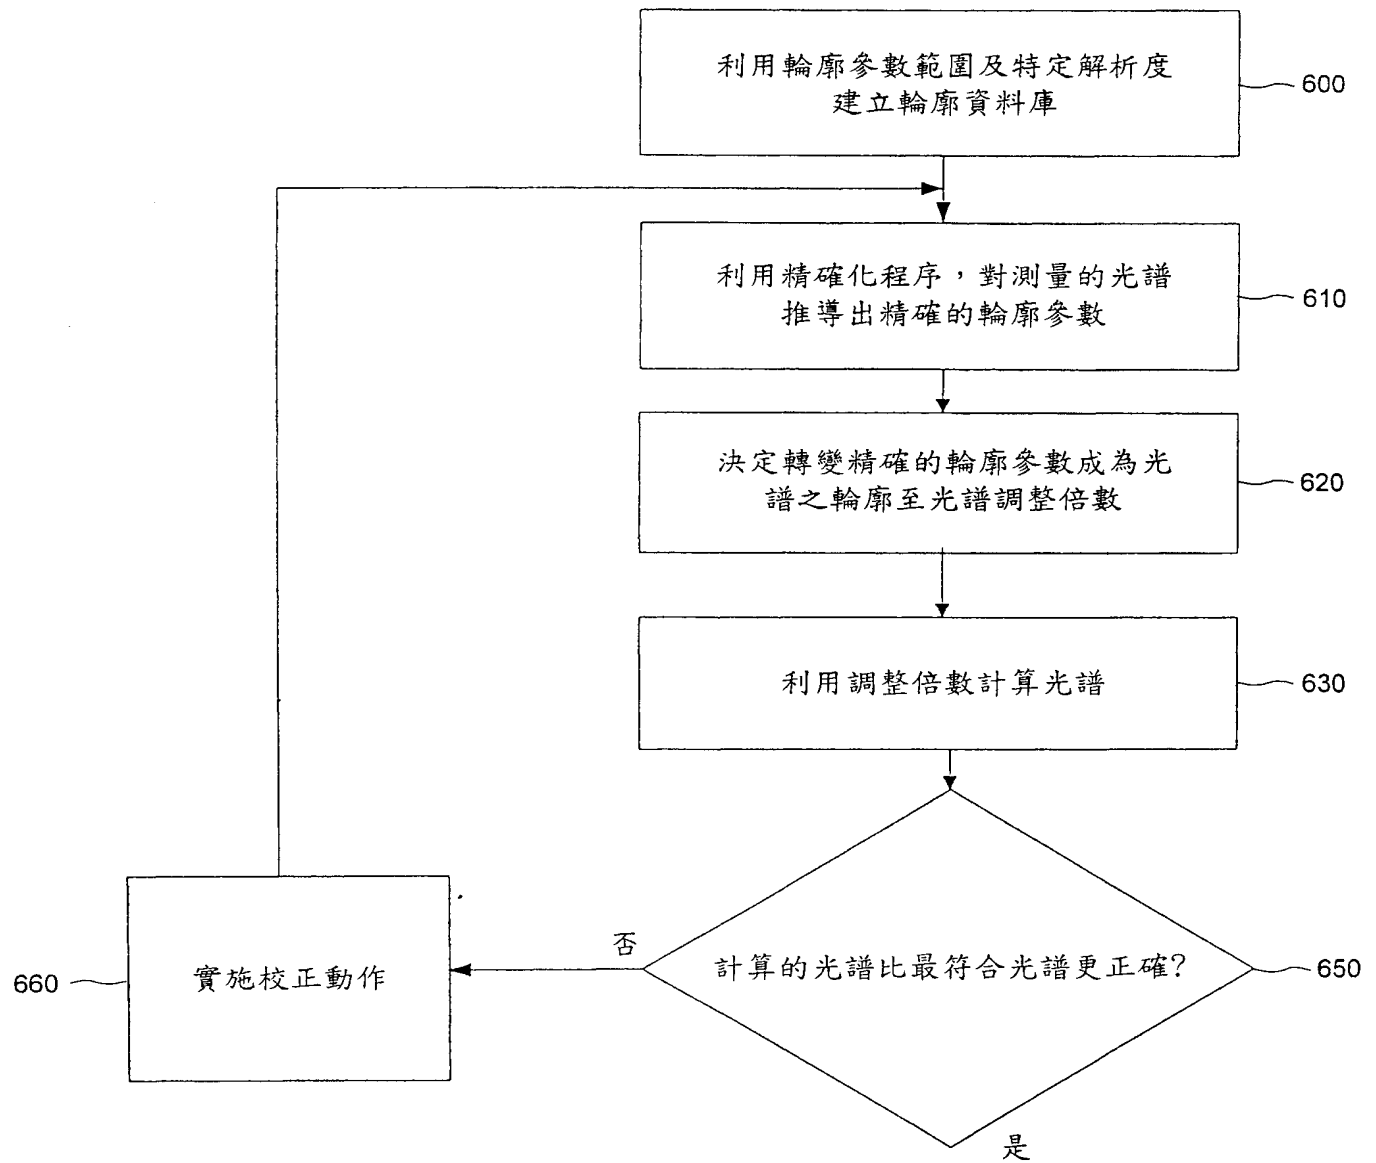 利用輪廓參數範圍及特定解析度
建立輪廓資料庫
600
利用精確化程序，對測量的光譜
推導出精確的輪廓參數
610
決定轉變精確的輪廓參數成為光
譜之輪廓至光譜調整倍數
620
利用調整倍數計算光譜
630
計算的光譜比最符合光譜更正確?
650
否
實施校正動作
660
是